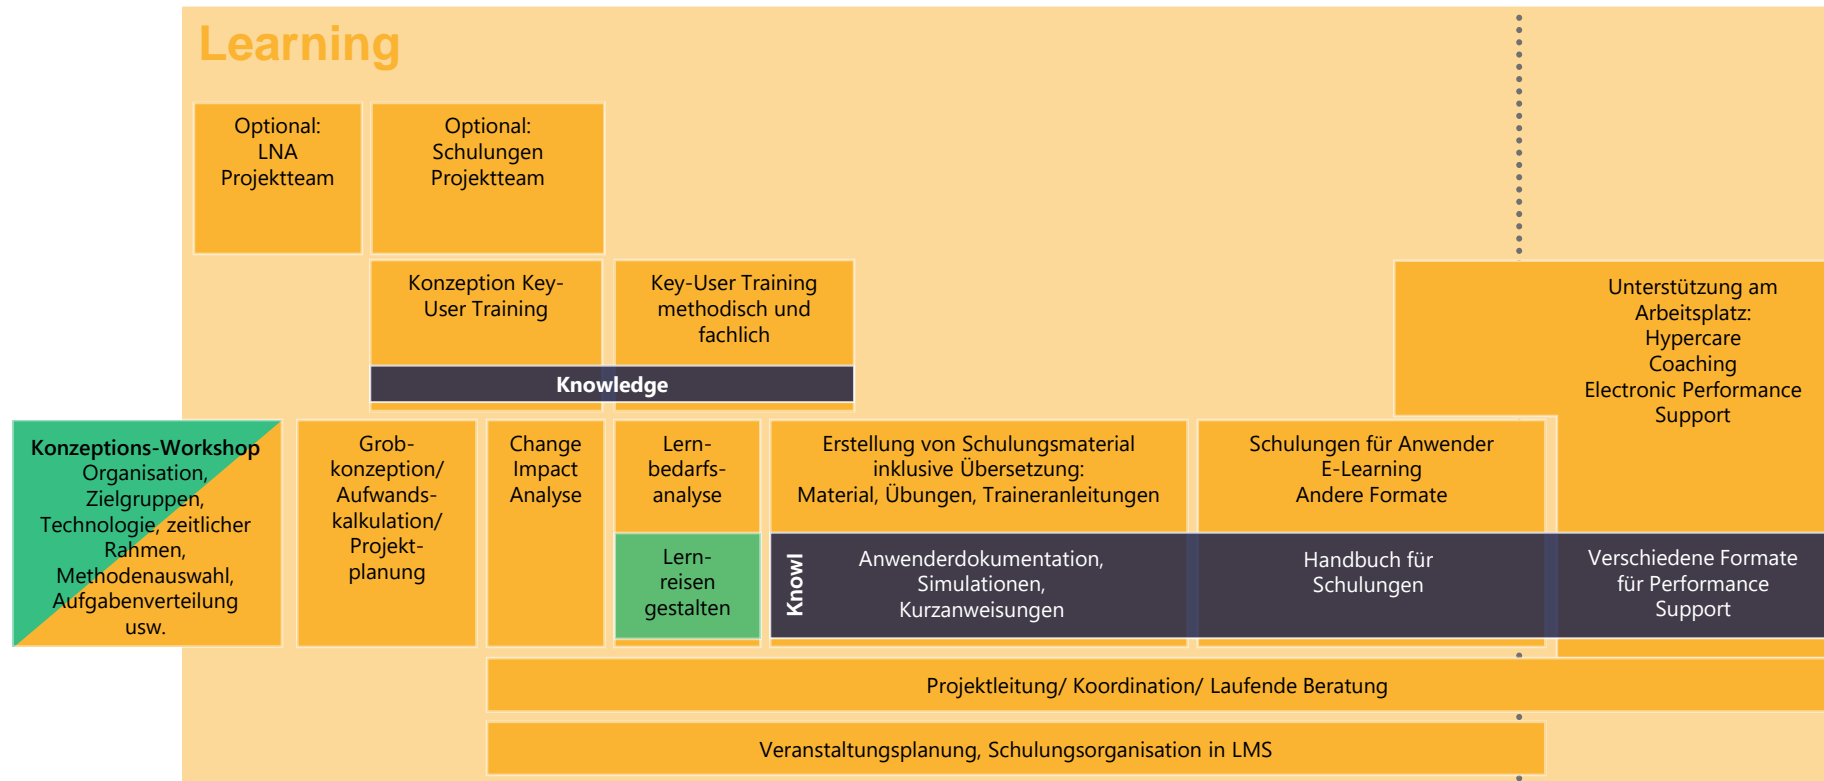 Learning
Optional:
LNA
Projektteam
Optional:
Schulungen
Projektteam
Konzeption Key-
User Training
Key-User Training
methodisch und
fachlich
Knowledge
Unterstützung am
Arbeitsplatz:
Hypercare
Coaching
Electronic Performance
Support
Konzeptions-Workshop
Organisation,
Zielgruppen,
Technologie, zeitlicher
Rahmen,
Methodenauswahl,
Aufgabenverteilung
usw.
Grob-
konzeption/
Aufwands-
kalkulation/
Projekt-
planung
Change
Impact
Analyse
Lern-
bedarfs-
analyse
Lern-
reisen
gestalten
Erstellung von Schulungsmaterial
inklusive Übersetzung:
Material, Übungen, Traineranleitungen
Schulungen für Anwender
E-Learning
Andere Formate
Knowl
Anwenderdokumentation,
Simulationen,
Kurzanweisungen
Handbuch für
Schulungen
Verschiedene Formate
für Performance
Support
Projektleitung/ Koordination/ Laufende Beratung
Veranstaltungsplanung, Schulungsorganisation in LMS